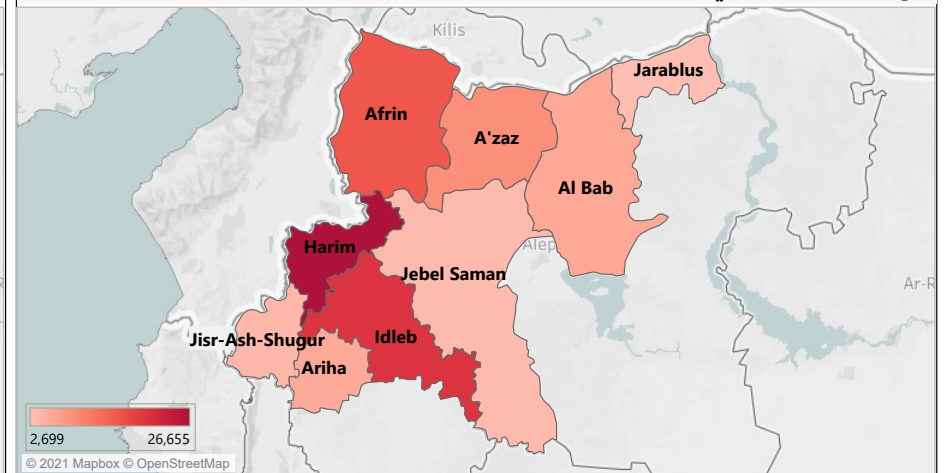 Kilis
Jarablus
Afrin
A'zaz
Al Bab
Harim
Alep
Jebel Saman
Ar-R
Jisr-Ash-Shugur
Idleb
Ariha
2,699
26,655
© 2021 Mapbox © OpenStreetMap